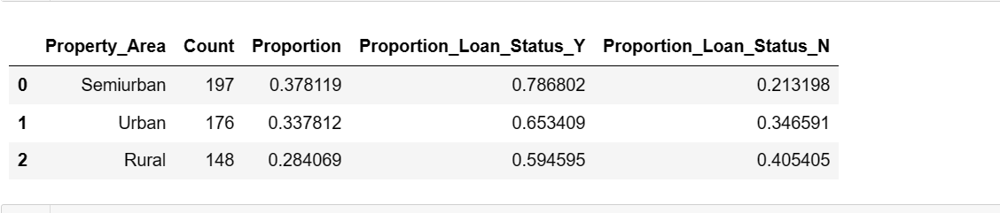 Property_Area Count Proportion Proportion_Loan_Status_Y Proportion_Loan_Status_N
0 Semiurban 197 0.378119 0.786802 0.213198
1 Urban 176 0.337812 0.653409 0.346591
2 Rural 148 0.284069 0.594595 0.405405